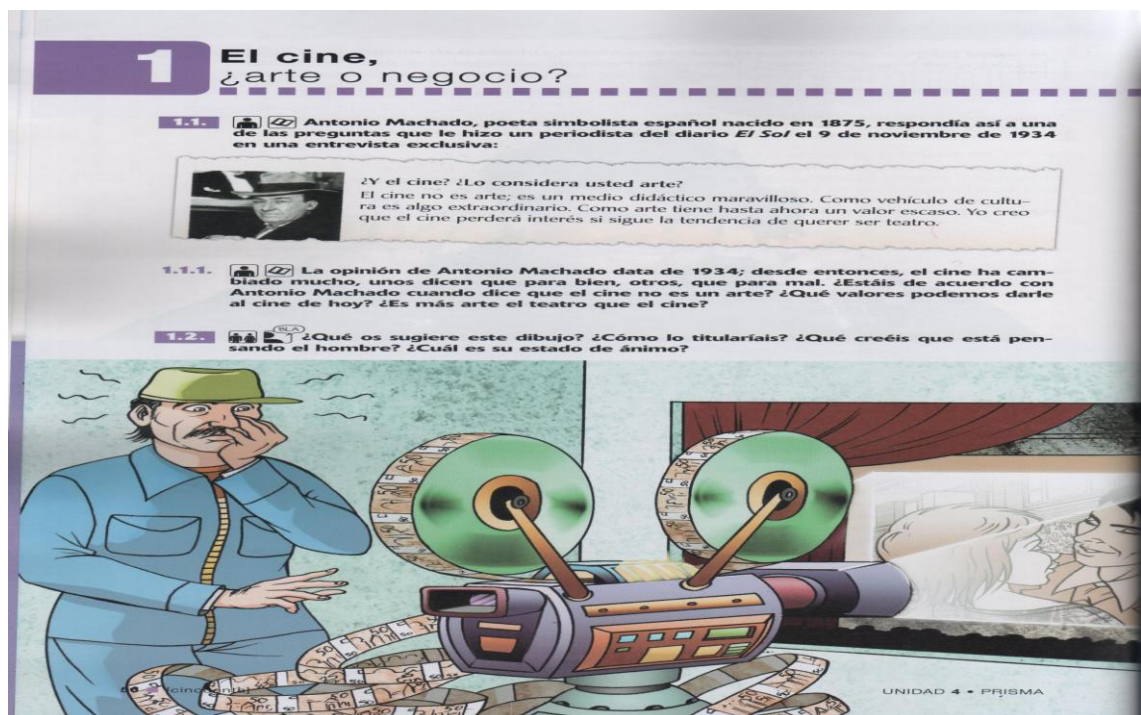 1
El cine,
¿arte o negocio?
1.1. Antonio Machado, poeta simbolista español nacido en 1875, respondía así a una
de las preguntas que le hizo un periodista del diario El Sol el 9 de noviembre de 1934
en una entrevista exclusiva:
¿Y el cine? ¿Lo considera usted arte?
El cine no es arte; es un medio didáctico maravilloso. Como vehículo de cultu-
ra es algo extraordinario. Como arte tiene hasta ahora un valor escaso. Yo creo
que el cine perderá interés si sigue la tendencia de querer ser teatro.
1.1.1. La opinión de Antonio Machado data de 1934; desde entonces, el cine ha cam-
biado mucho, unos dicen que para bien, otros, que para mal. ¿Estáis de acuerdo con
Antonio Machado cuando dice que el cine no es un arte? ¿Qué valores podemos darle
al cine de hoy? ¿Es más arte el teatro que el cine?
1.2. BLA ¿Qué os sugiere este dibujo? ¿Cómo lo titularíais? ¿Qué creéis que está pen-
sando el hombre? ¿Cuál es su estado de ánimo?
UNIDAD 4 • PRISMA